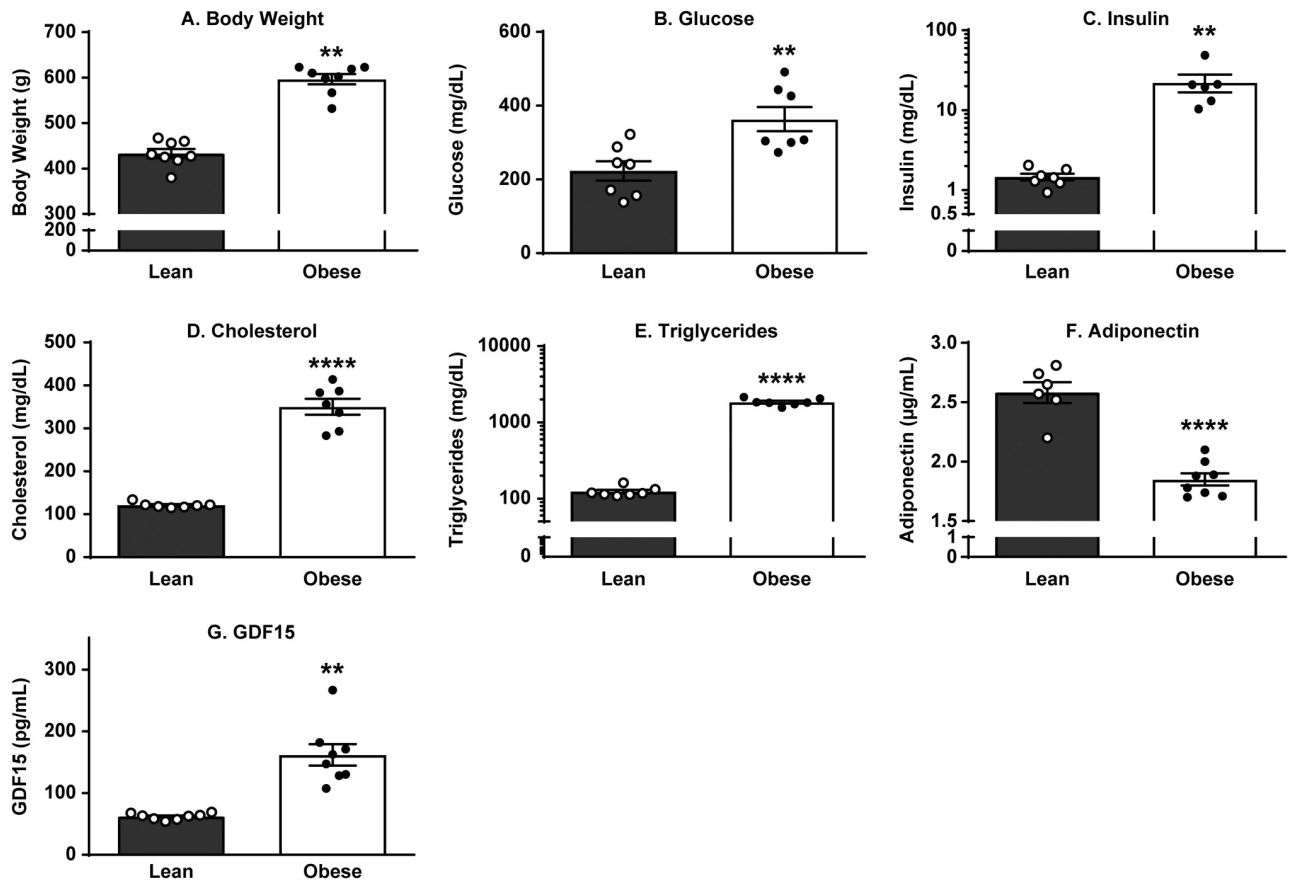 A. Body Weight
Body Weight (g)
700
600
500
400
300
200
0
**
Lean
Obese
B. Glucose
Glucose (mg/dL)
600
400
200
0
**
Lean
Obese
C. Insulin
Insulin (mg/dL)
100
10
1
0.5
0
**
Lean
Obese
D. Cholesterol
Cholesterol (mg/dL)
500
400
300
200
100
0
****
Lean
Obese
E. Triglycerides
Triglycerides (mg/dL)
10000
1000
100
0
****
Lean
Obese
F. Adiponectin
Adiponectin (µg/mL)
3.0
2.5
1.8
1.5
1
0
****
Lean
Obese
G. GDF15
GDF15 (pg/mL)
300
200
100
0
**
Lean
Obese